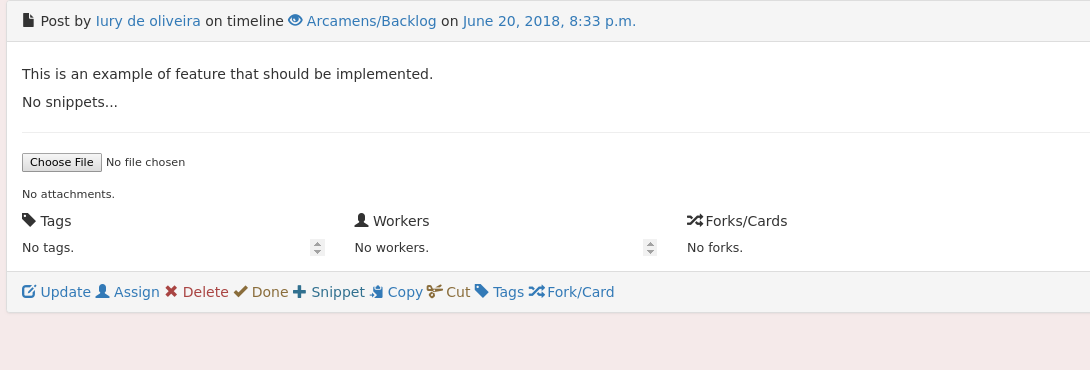 Post by Iury de oliveira on timeline Arcamens/Backlog on June 20, 2018, 8:33 p.m.
This is an example of feature that should be implemented.
No snippets...
Choose File No file chosen
No attachments.
Tags Workers Forks/Cards
No tags. No workers. No forks.
Update Assign Delete Done Snippet Copy Cut Tags Fork/Card